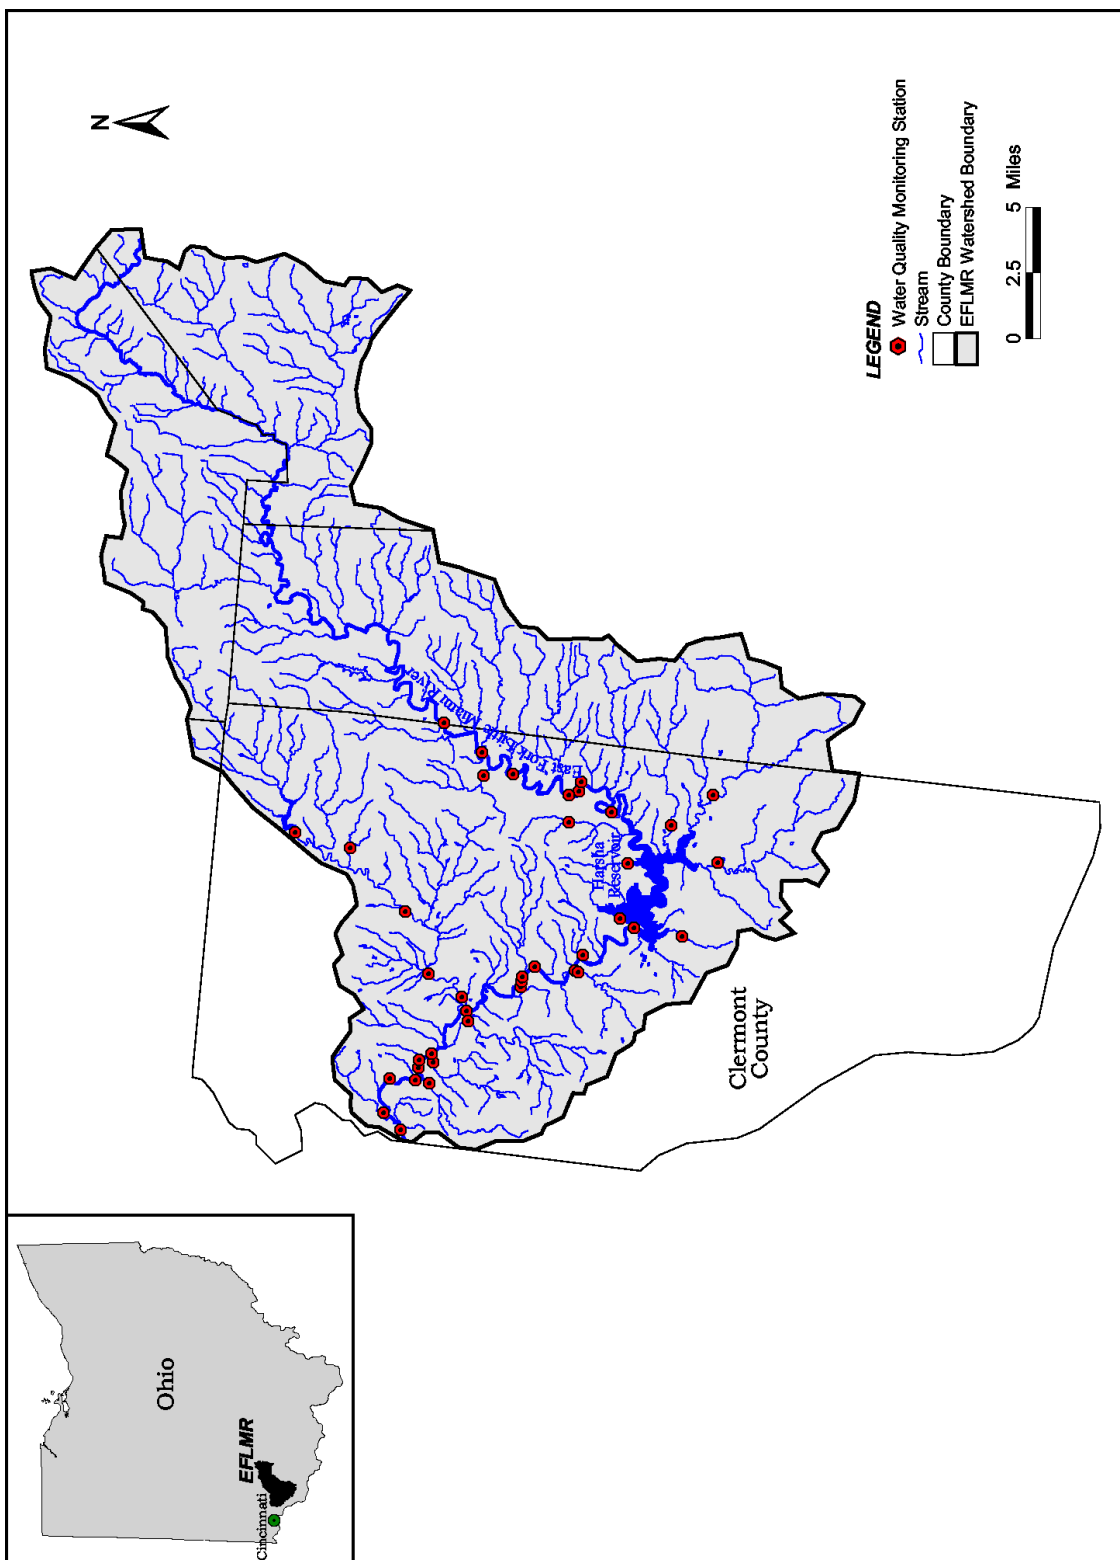 N
LEGEND
Water Quality Monitoring Station
Stream
County Boundary
EFLMR Watershed Boundary
0 2.5 5 Miles
East Fork Little Miami River
Harsha
Reservoir
Clermont
County
Ohio
EFLMR
Cincinnati